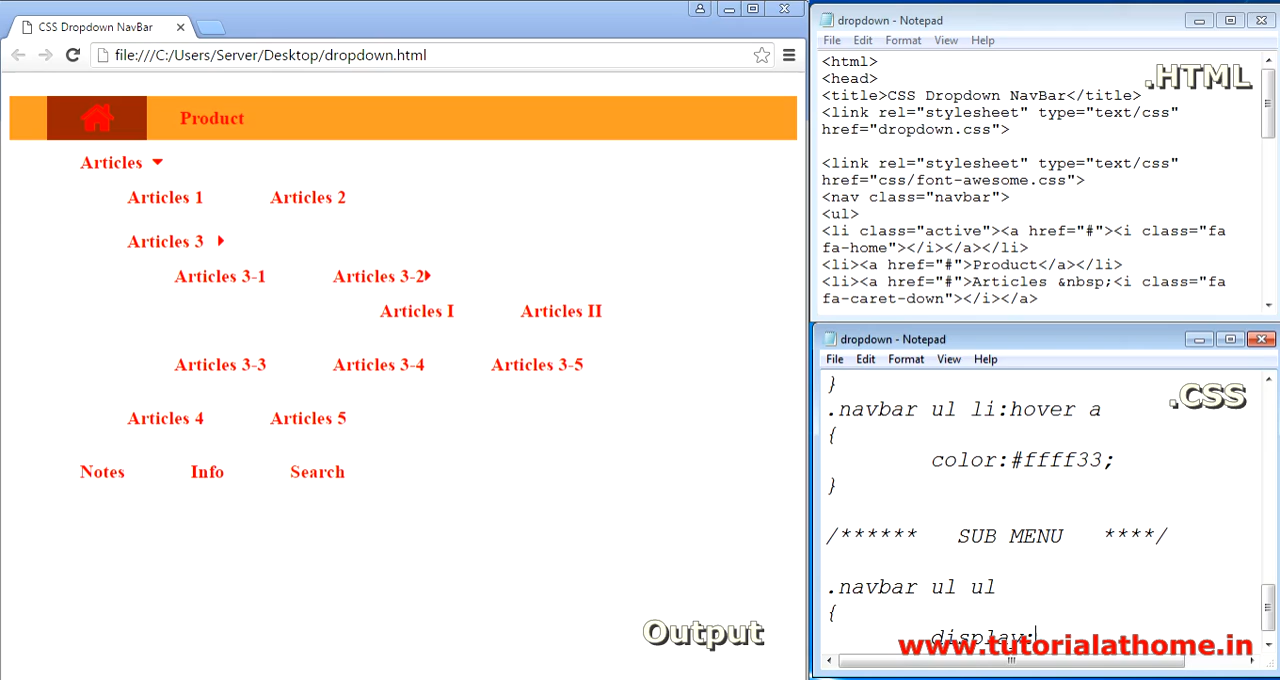 CSS Dropdown NavBar
file:///C:/Users/Server/Desktop/dropdown.html
Product
Articles
Articles 1 Articles 2
Articles 3
Articles 3-1 Articles 3-2
Articles I Articles II
Articles 3-3 Articles 3-4 Articles 3-5
Articles 4 Articles 5
Notes Info Search
Output
dropdown - Notepad
File Edit Format View Help
.HTML
<html>
<head>
<title>CSS Dropdown NavBar</title>
<link rel="stylesheet" type="text/css"
href="dropdown.css">
<link rel="stylesheet" type="text/css"
href="css/font-awesome.css">
<nav class="navbar">
<ul>
<li class="active"><a href="#"><i class="fa
fa-home"></i></a></li>
<li><a href="#">Product</a></li>
<li><a href="#">Articles &nbsp;<i class="fa
fa-caret-down"></i></a>
dropdown - Notepad
File Edit Format View Help
.CSS
}
.navbar ul li:hover a
{
color:#ffff33;
}
/****** SUB MENU ****/
.navbar ul ul
{
display:
www.tutorialathome.in